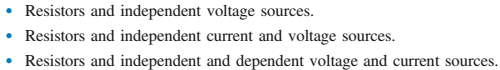 • Resistors and independent voltage sources.
• Resistors and independent current and voltage sources.
• Resistors and independent and dependent voltage and current sources.